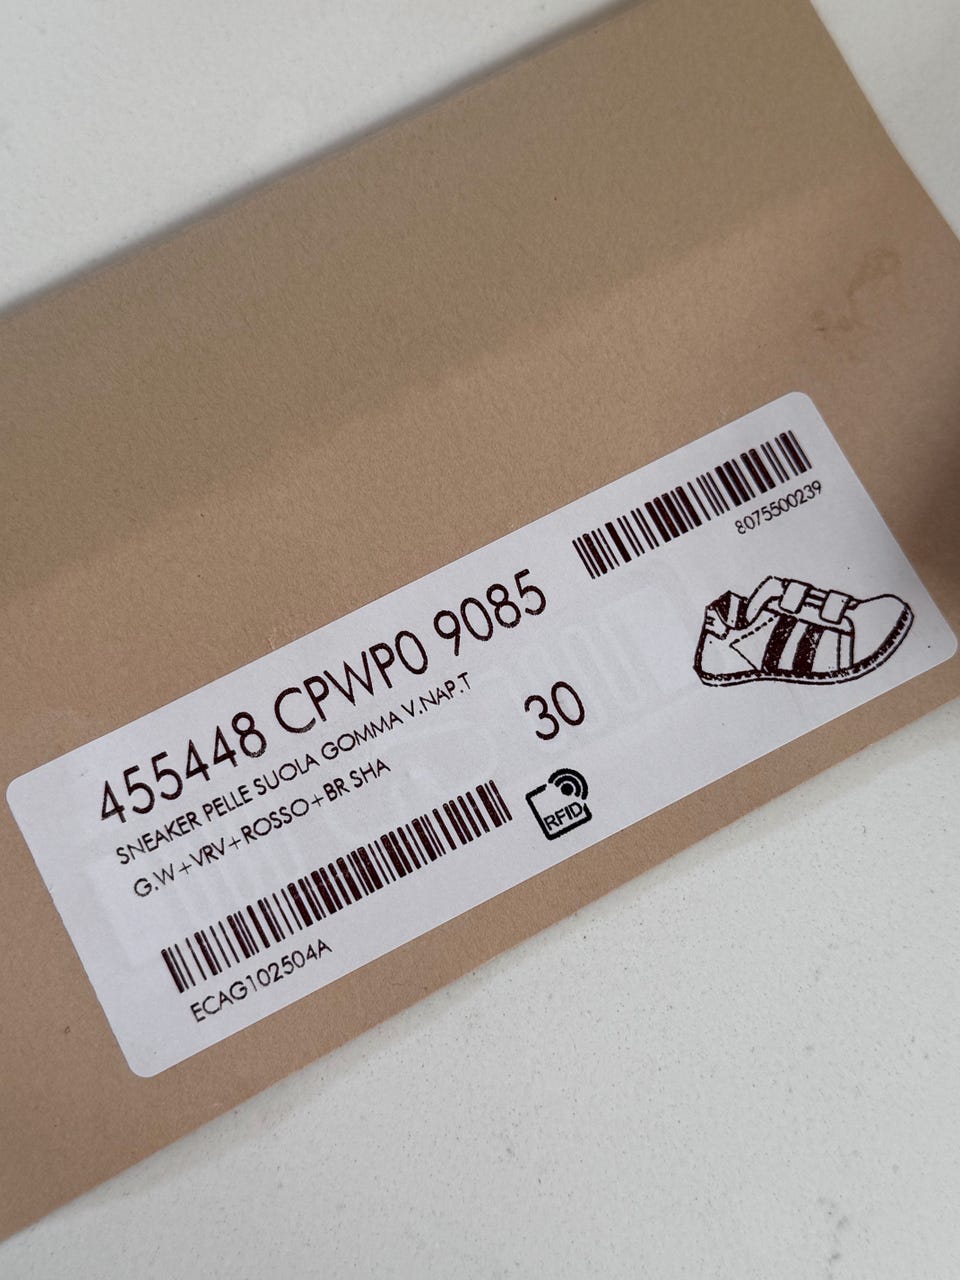 8075500239
455448 CPWP0 9085
SNEAKER PELLE SUOLA GOMMA V.NAP.T
G.W+VRV+ROSSO+BR SHA
30
RFID
ECAG102504A